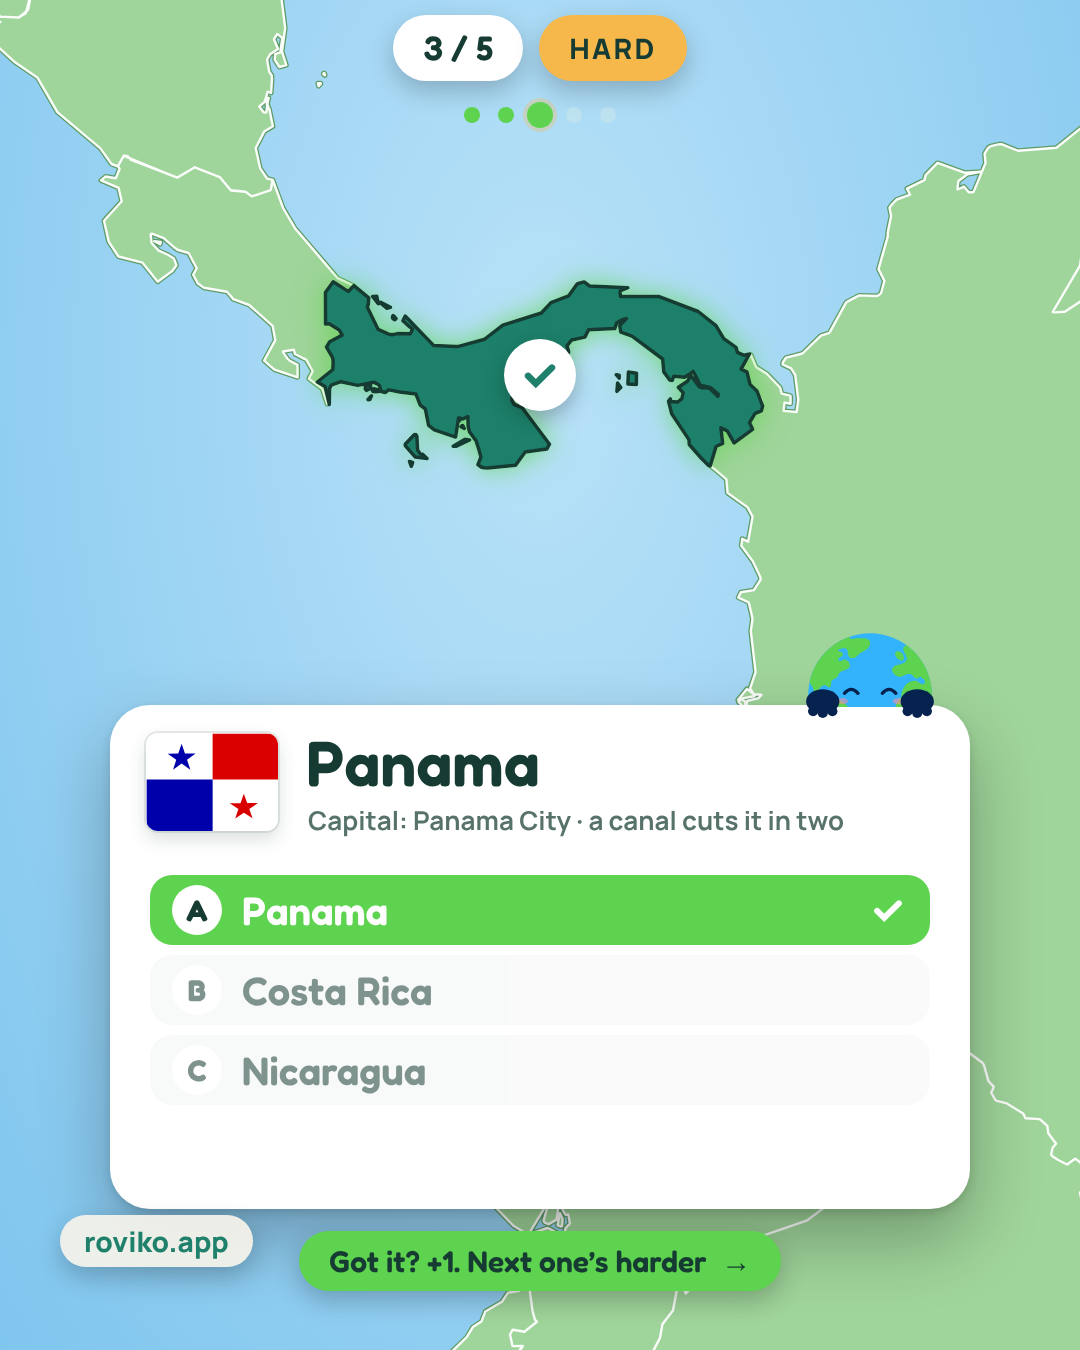 3 / 5
HARD
Panama
Capital: Panama City · a canal cuts it in two
A Panama
B Costa Rica
C Nicaragua
roviko.app
Got it? +1. Next one’s harder →